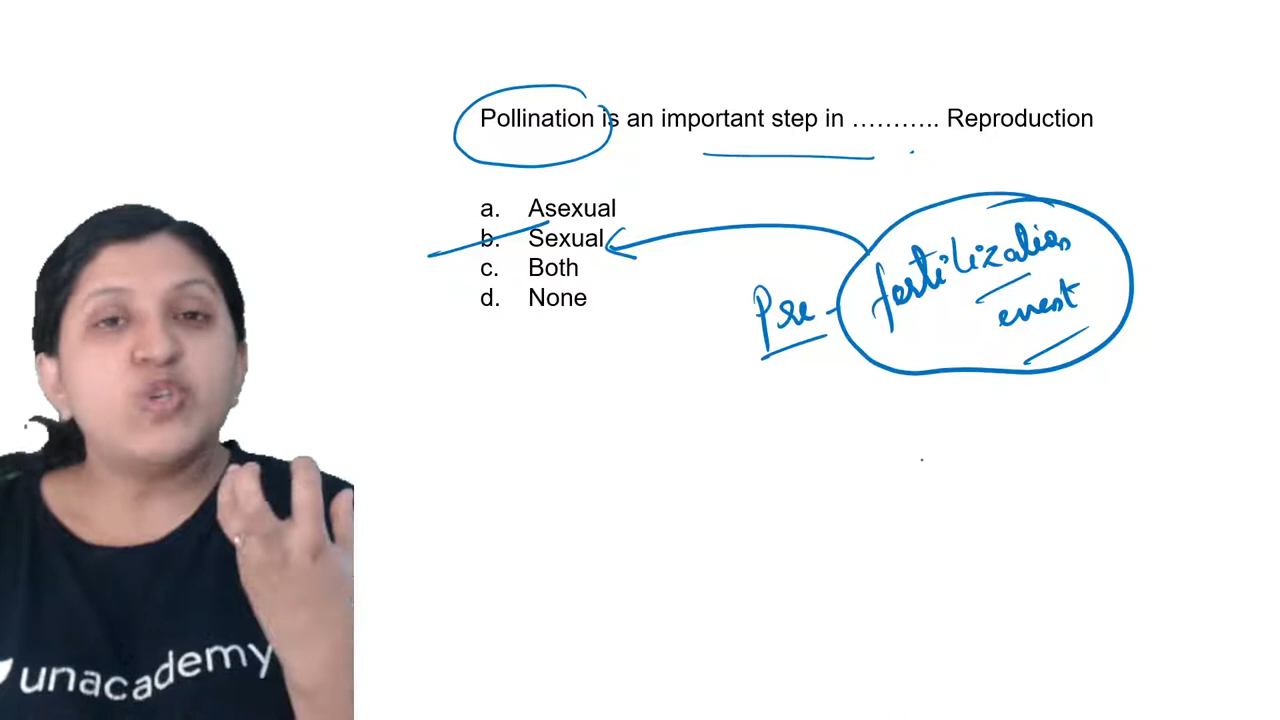 Pollination is an important step in ……….. Reproduction
a. Asexual
b. Sexual
c. Both
d. None
Pre - fertilization
event
unacademy